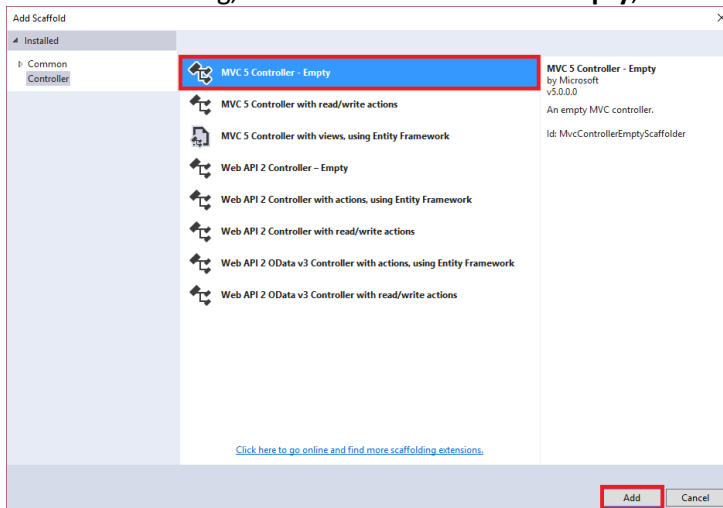 Add Scaffold
Installed
Common
Controller
MVC 5 Controller - Empty
MVC 5 Controller with read/write actions
MVC 5 Controller with views, using Entity Framework
Web API 2 Controller – Empty
Web API 2 Controller with actions, using Entity Framework
Web API 2 Controller with read/write actions
Web API 2 OData v3 Controller with actions, using Entity Framework
Web API 2 OData v3 Controller with read/write actions
Click here to go online and find more scaffolding extensions.
MVC 5 Controller - Empty
by Microsoft
v5.0.0.0
An empty MVC controller.
Id: MvcControllerEmptyScaffolder
Add
Cancel